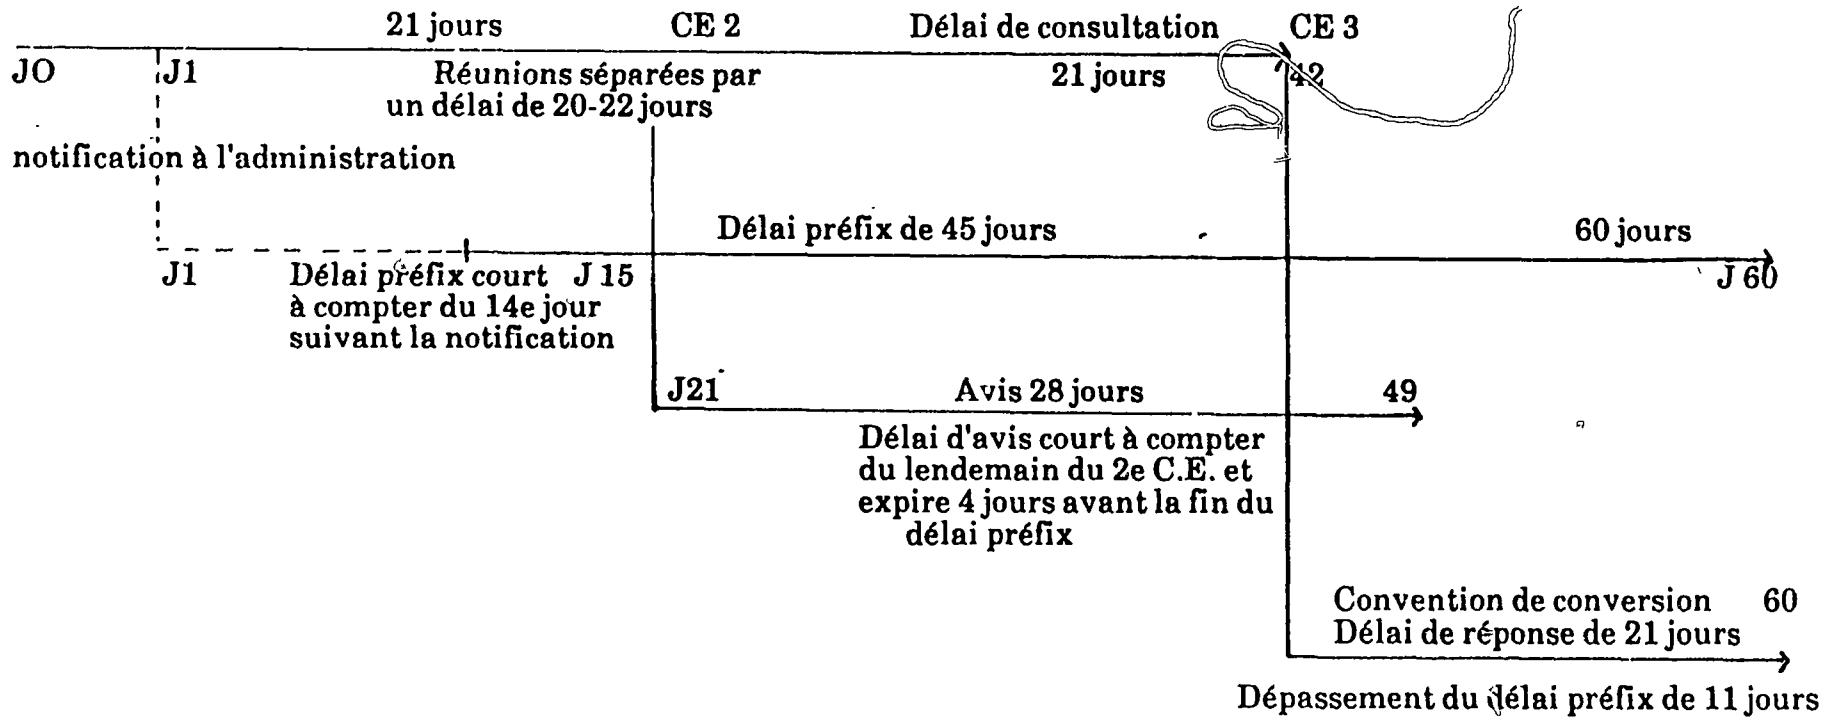 21 jours CE 2 Délai de consultation CE 3
JO J1 Réunions séparées par 21 jours 42
un délai de 20-22 jours
notification à l'administration
Délai préfix de 45 jours 60 jours
J1 Délai préfix court J 15 J 60
à compter du 14e jour
suivant la notification
J21 Avis 28 jours 49
Délai d'avis court à compter
du lendemain du 2e C.E. et
expire 4 jours avant la fin du
délai préfix
Convention de conversion 60
Délai de réponse de 21 jours
Dépassement du délai préfix de 11 jours